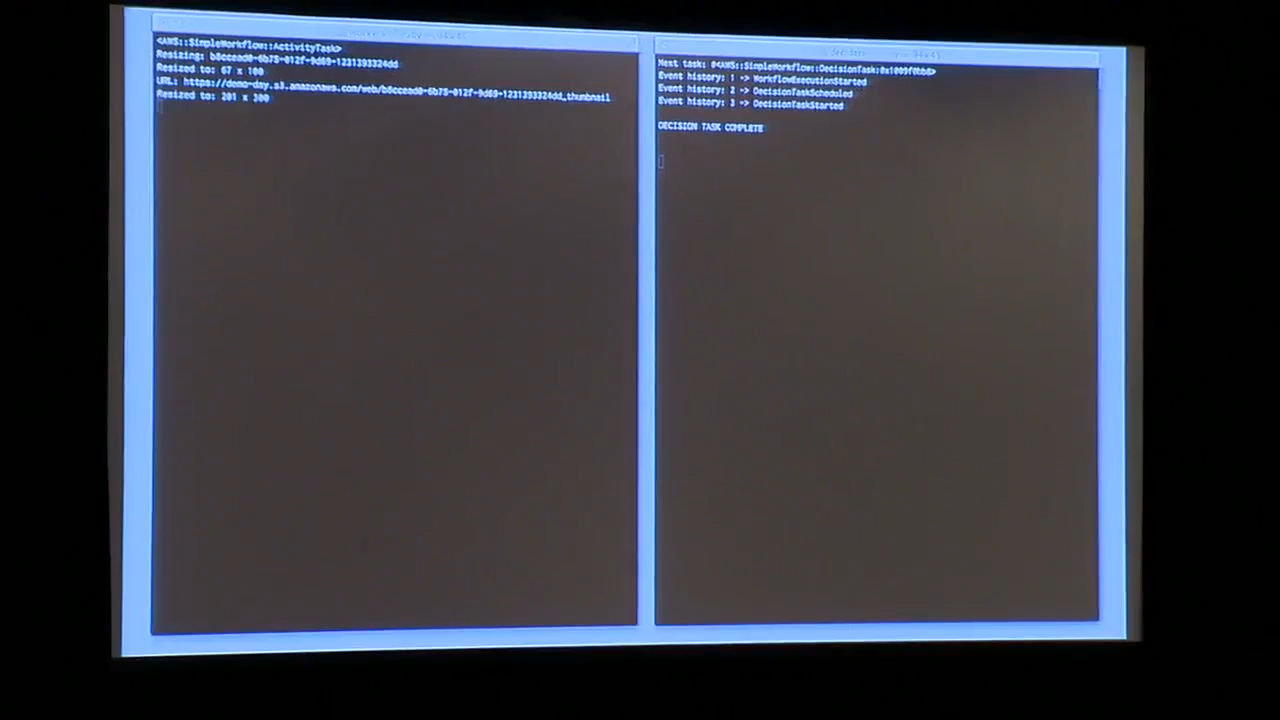 <AWS::SimpleWorkflow::ActivityTask>
Resizing: b8ccead0-6b75-012f-9d69-1231393324dd
Resized to: 67 x 100
URL: https://demo-day.s3.amazonaws.com/web/b8ccead0-6b75-012f-9d69-1231393324dd_thumbnail
Resized to: 201 x 300
Next task: #<AWS::SimpleWorkflow::DecisionTask:0x1009f0bb8>
Event history: 1 -> WorkflowExecutionStarted
Event history: 2 -> DecisionTaskScheduled
Event history: 3 -> DecisionTaskStarted
DECISION TASK COMPLETE